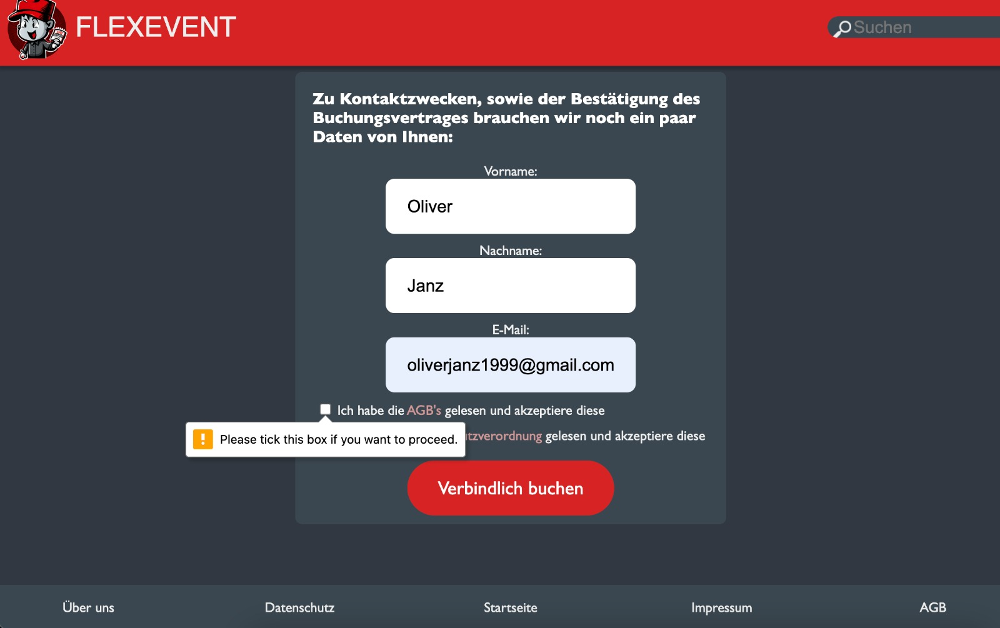 FLEXEVENT
Suchen
Zu Kontaktzwecken, sowie der Bestätigung des
Buchungsvertrages brauchen wir noch ein paar
Daten von Ihnen:
Vorname:
Oliver
Nachname:
Janz
E-Mail:
oliverjanz1999@gmail.com
Ich habe die AGB's gelesen und akzeptiere diese
Please tick this box if you want to proceed.
tzverordnung gelesen und akzeptiere diese
Verbindlich buchen
Über uns Datenschutz Startseite Impressum AGB